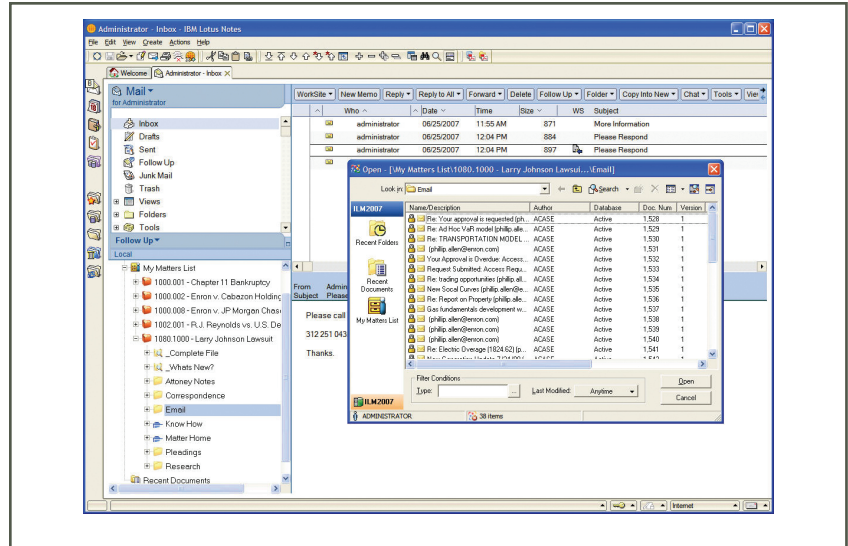 Administrator - Inbox - IBM Lotus Notes
File Edit View Create Actions Help
Welcome Administrator - Inbox
Mail
for Administrator
WorkSite New Memo Reply Reply to All Forward Delete Follow Up Folder Copy Into New Chat Tools
Who Date Time Size WS Subject
Inbox
administrator 06/25/2007 11:55 AM 871 More Information
Drafts
administrator 06/25/2007 12:04 PM 884 Please Respond
Sent
administrator 06/25/2007 12:04 PM 897 Please Respond
Follow Up
Junk Mail
Trash
Views
Folders
Tools
Follow Up
Local
My Matters List
1000.001 - Chapter 11 Bankruptcy
1000.002 - Enron v. Cabazon Holding
1000.008 - Enron v. JP Morgan Chas
1002.001 - R.J. Reynolds vs. U.S. De
1080.1000 - Larry Johnson Lawsuit
_Complete File
_Whats New?
Attoney Notes
Correspondence
Email
Know How
Matter Home
Pleadings
Research
Recent Documents
From Admin
Subject Please
Please call
312 251 043
Thanks.
Open - [\My Matters List\1080.1000 - Larry Johnson Lawsui...\Email]
Look in: Email Search
ILM2007
Recent Folders
Recent
Documents
My Matters List
ILM2007
Name/Description Author Database Doc. Num Version
Re: Your approval is requested (ph... ACASE Active 1,528 1
Re: Ad Hoc VaR model (phillip.alle... ACASE Active 1,529 1
Re: TRANSPORTATION MODEL ... ACASE Active 1,530 1
(phillip.allen@enron.com) ACASE Active 1,531 1
Your Approval is Overdue: Access... ACASE Active 1,532 1
Request Submitted: Access Requ... ACASE Active 1,533 1
Re: trading opportunities (phillip.all... ACASE Active 1,534 1
New Socal Curves (phillip.allen@e... ACASE Active 1,535 1
Re: Report on Property (phillip.alle... ACASE Active 1,536 1
Gas fundamentals development w... ACASE Active 1,537 1
(phillip.allen@enron.com) ACASE Active 1,538 1
(phillip.allen@enron.com) ACASE Active 1,539 1
(phillip.allen@enron.com) ACASE Active 1,540 1
Re: Electric Overage (1824.62) (p... ACASE Active 1,541 1
Filter Conditions
Type: ... Last Modified: Anytime
Open
Cancel
ADMINISTRATOR 38 items
Internet